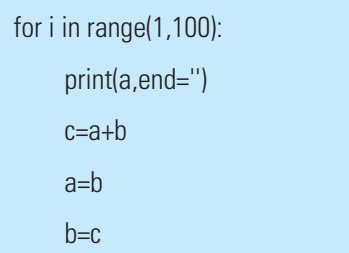 for i in range(1,100):
print(a,end='')
c=a+b
a=b
b=c